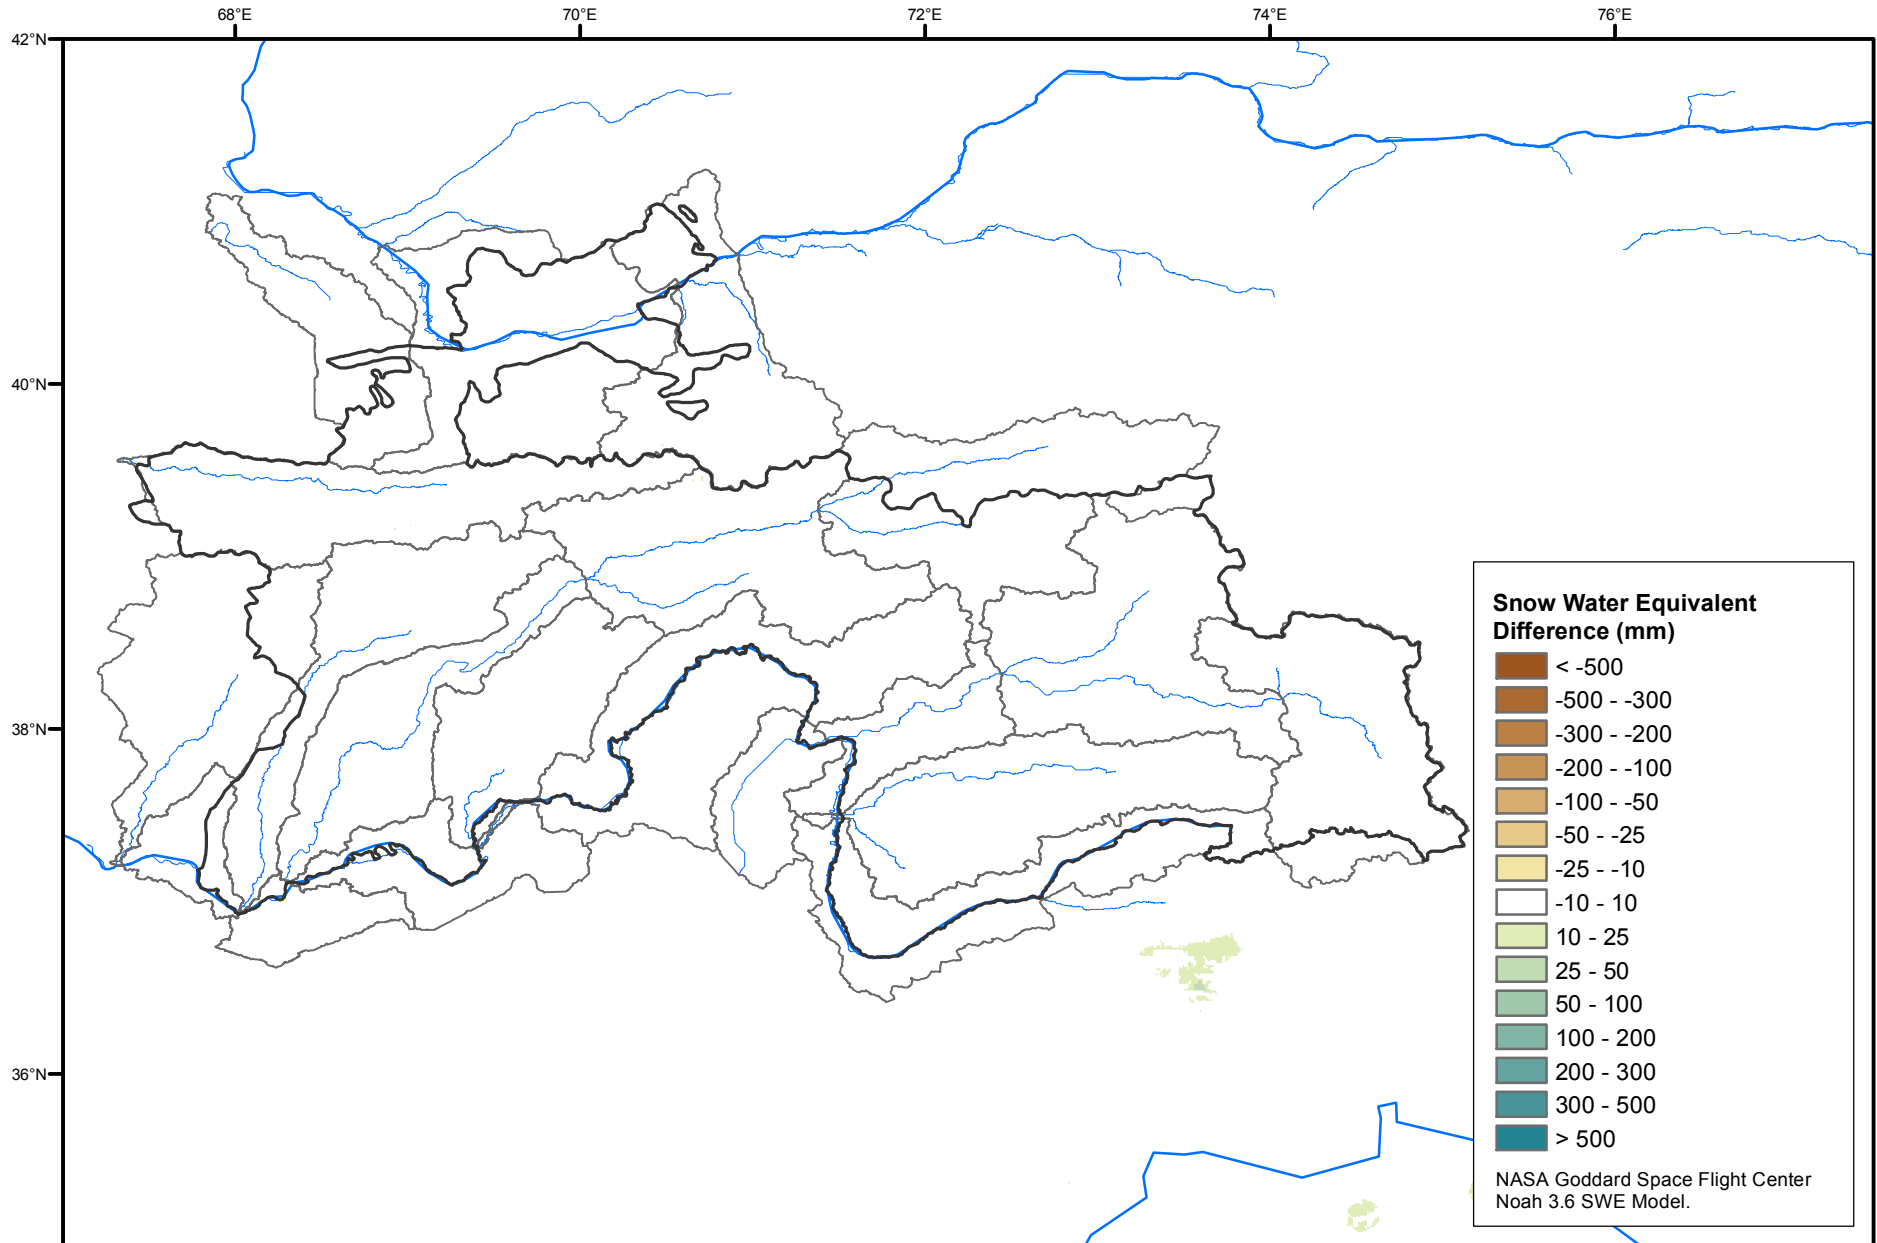 68°E
70°E
72°E
74°E
76°E
42°N
40°N
38°N
36°N
Snow Water Equivalent
Difference (mm)
< -500
-500 - -300
-300 - -200
-200 - -100
-100 - -50
-50 - -25
-25 - -10
-10 - 10
10 - 25
25 - 50
50 - 100
100 - 200
200 - 300
300 - 500
> 500
NASA Goddard Space Flight Center
Noah 3.6 SWE Model.